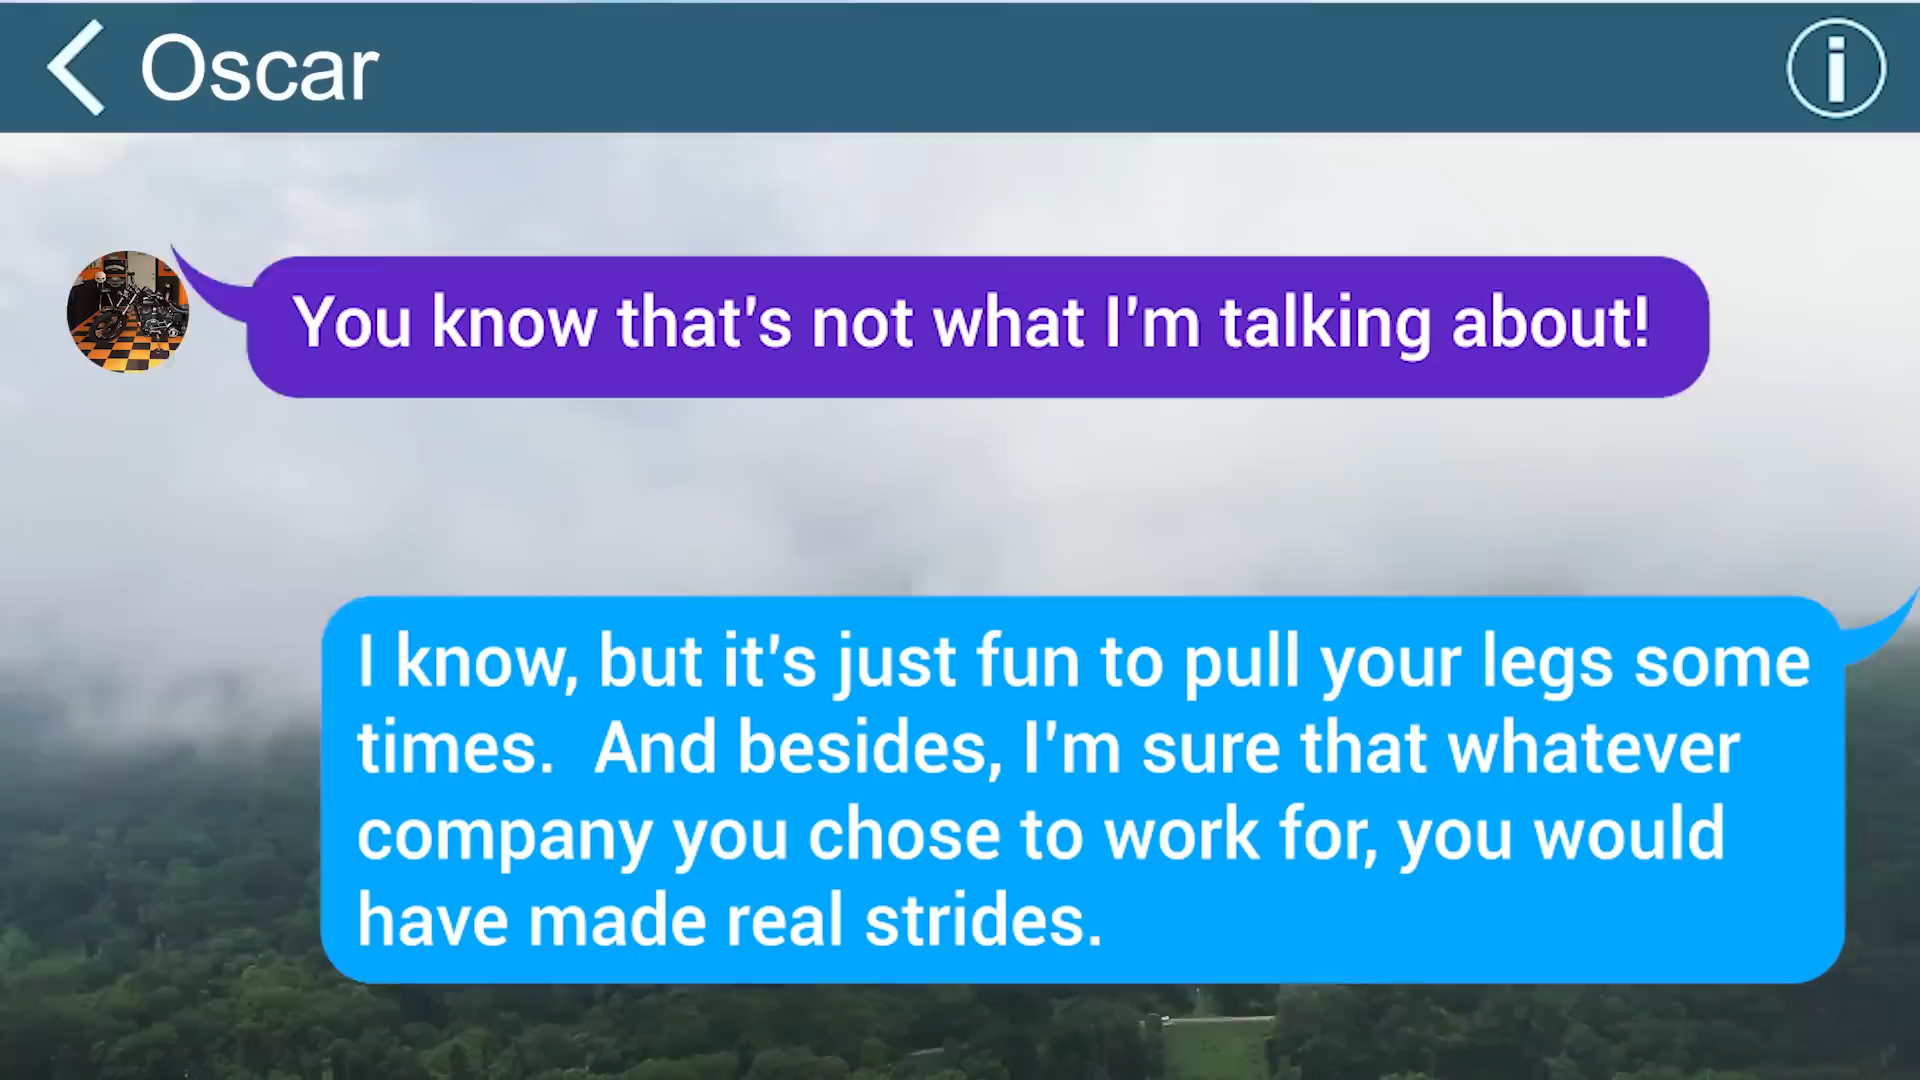 Oscar
You know that's not what I'm talking about!
I know, but it's just fun to pull your legs some
times.  And besides, I'm sure that whatever
company you chose to work for, you would
have made real strides.